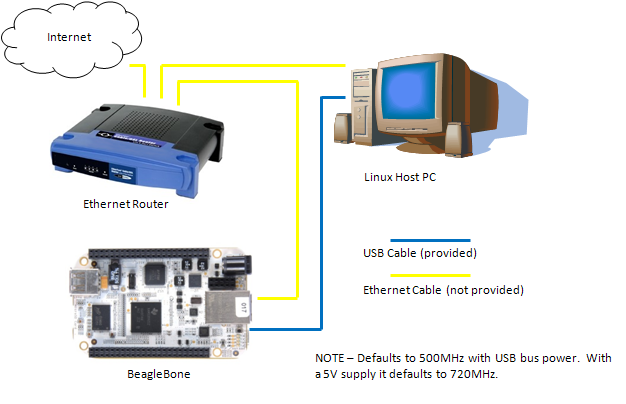 Internet
Ethernet Router
Linux Host PC
USB Cable (provided)
Ethernet Cable (not provided)
BeagleBone
NOTE – Defaults to 500MHz with USB bus power.  With
a 5V supply it defaults to 720MHz.